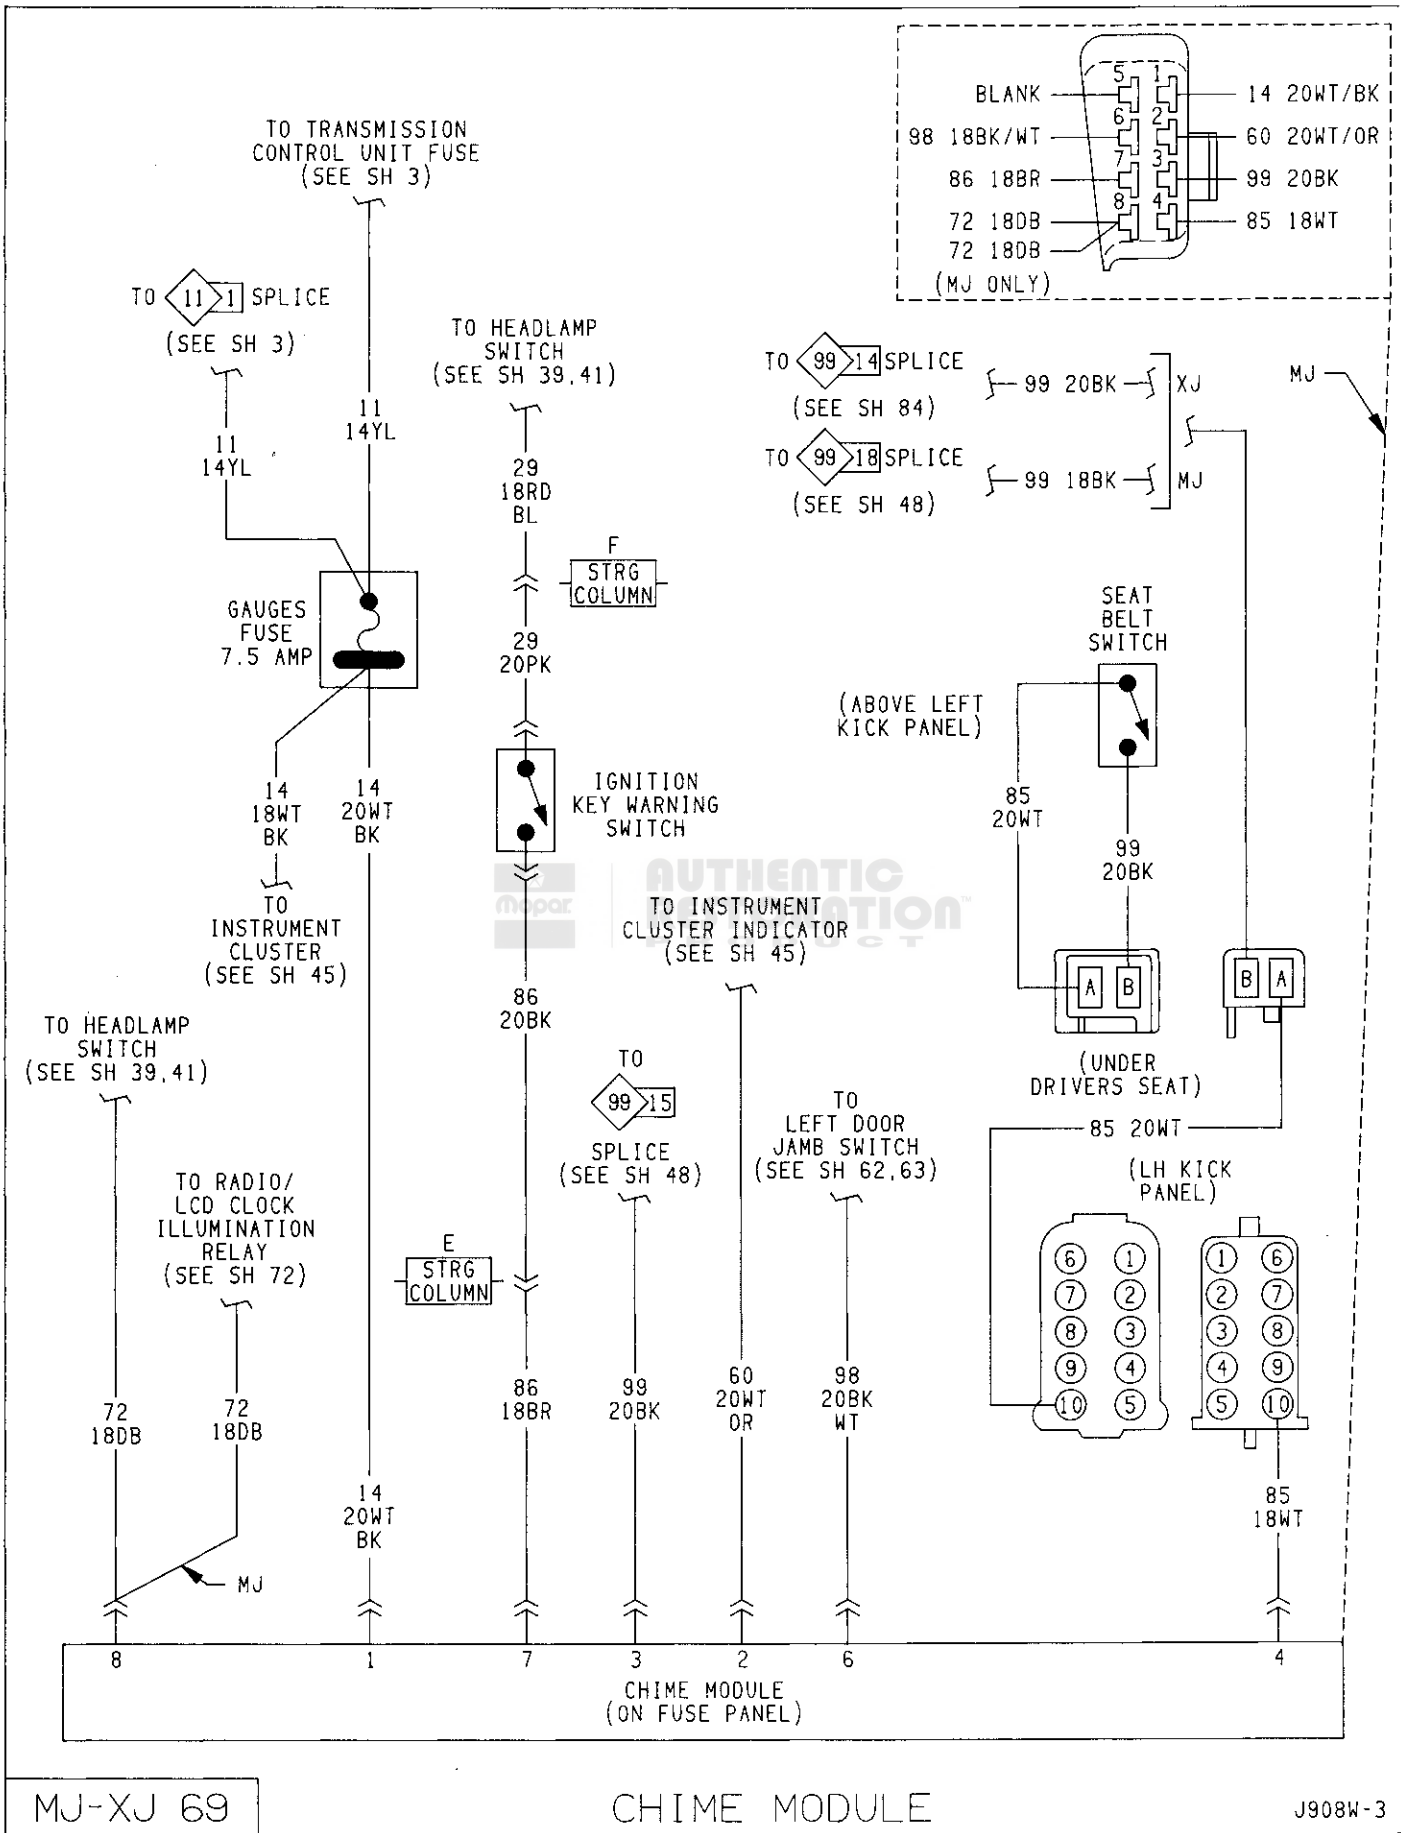 BLANK
5
1
14 20WT/BK
98 18BK/WT
6
2
60 20WT/OR
86 18BR
7
3
99 20BK
72 18DB
8
4
85 18WT
72 18DB
(MJ ONLY)
TO TRANSMISSION
CONTROL UNIT FUSE
(SEE SH 3)
TO 11 1 SPLICE
(SEE SH 3)
TO HEADLAMP
SWITCH
(SEE SH 39,41)
TO 99 14 SPLICE
(SEE SH 84)
99 20BK
XJ
MJ
TO 99 18 SPLICE
(SEE SH 48)
99 18BK
MJ
11
14YL
11
14YL
29
18RD
BL
F
STRG
COLUMN
GAUGES
FUSE
7.5 AMP
29
20PK
SEAT
BELT
SWITCH
(ABOVE LEFT
KICK PANEL)
14
18WT
BK
14
20WT
BK
IGNITION
KEY WARNING
SWITCH
85
20WT
99
20BK
Mopar
AUTHENTIC
RESTORATION™
PRODUCT
TO
INSTRUMENT
CLUSTER
(SEE SH 45)
TO INSTRUMENT
CLUSTER INDICATOR
(SEE SH 45)
A
B
B
A
86
20BK
(UNDER
DRIVERS SEAT)
TO HEADLAMP
SWITCH
(SEE SH 39,41)
TO
99 15
SPLICE
(SEE SH 48)
TO
LEFT DOOR
JAMB SWITCH
(SEE SH 62,63)
85 20WT
(LH KICK
PANEL)
TO RADIO/
LCD CLOCK
ILLUMINATION
RELAY
(SEE SH 72)
E
STRG
COLUMN
6 1 1 6
7 2 2 7
8 3 3 8
9 4 4 9
10 5 5 10
72
18DB
72
18DB
86
18BR
99
20BK
60
20WT
OR
98
20BK
WT
14
20WT
BK
85
18WT
MJ
8 1 7 3 2 6 4
CHIME MODULE
(ON FUSE PANEL)
MJ-XJ 69
CHIME MODULE
J908W-3